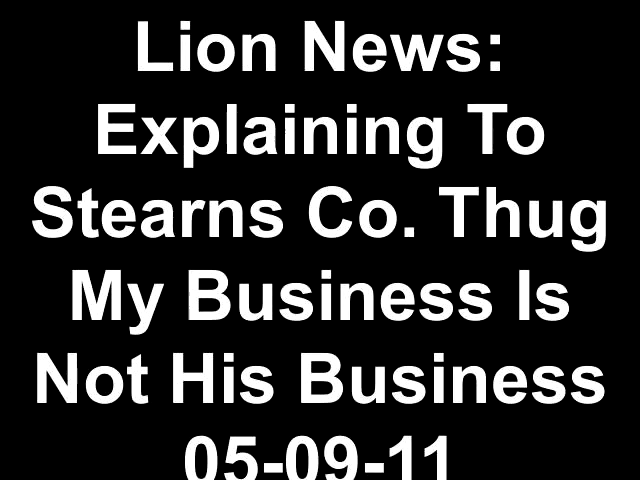 Lion News:
Explaining To
Stearns Co. Thug
My Business Is
Not His Business
05-09-11